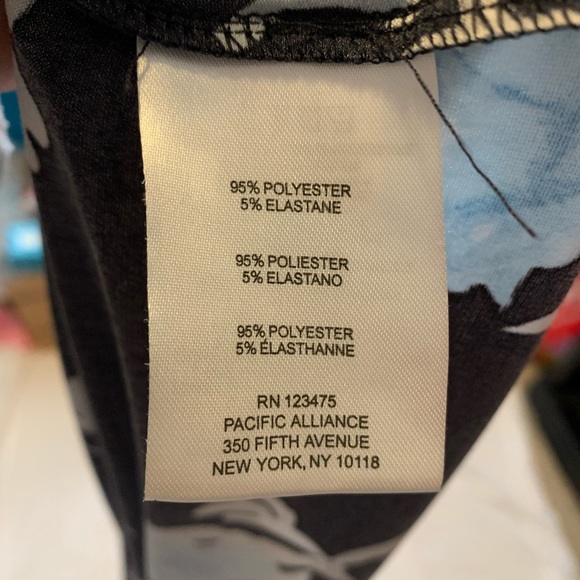 95% POLYESTER
5% ELASTANE
95% POLIESTER
5% ELASTANO
95% POLYESTER
5% ÉLASTHANNE
RN 123475
PACIFIC ALLIANCE
350 FIFTH AVENUE
NEW YORK, NY 10118